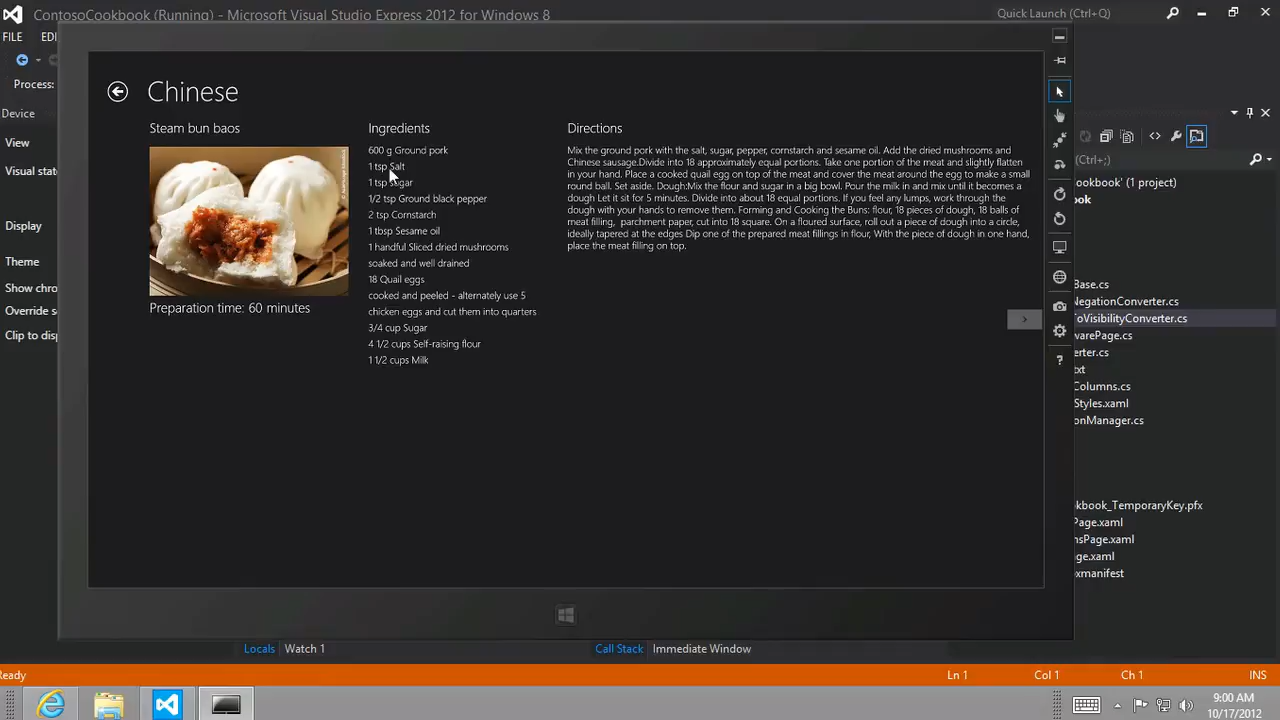 ContosoCookbook (Running) - Microsoft Visual Studio Express 2012 for Windows 8
Quick Launch (Ctrl+Q)
FILE
Process:
Device
View
Visual state
Display
Theme
Show chro
Override s
Clip to disp
Chinese
Steam bun baos
Preparation time: 60 minutes
Ingredients
600 g Ground pork
1 tsp Salt
1 tsp Sugar
1/2 tsp Ground black pepper
2 tsp Cornstarch
1 tbsp Sesame oil
1 handful Sliced dried mushrooms
soaked and well drained
18 Quail eggs
cooked and peeled - alternately use 5
chicken eggs and cut them into quarters
3/4 cup Sugar
4 1/2 cups Self-raising flour
1 1/2 cups Milk
Directions
Mix the ground pork with the salt, sugar, pepper, cornstarch and sesame oil. Add the dried mushrooms and
Chinese sausage.Divide into 18 approximately equal portions. Take one portion of the meat and slightly flatten
in your hand. Place a cooked quail egg on top of the meat and cover the meat around the egg to make a small
round ball. Set aside. Dough:Mix the flour and sugar in a big bowl. Pour the milk in and mix until it becomes a
dough Let it sit for 5 minutes. Divide into about 18 equal portions. If you feel any lumps, work through the
dough with your hands to remove them. Forming and Cooking the Buns: flour, 18 pieces of dough, 18 balls of
meat filling, parchment paper, cut into 18 square. On a floured surface, roll out a piece of dough into a circle,
ideally tapered at the edges Dip one of the prepared meat fillings in flour, With the piece of dough in one hand,
place the meat filling on top.
(Ctrl+;)
ookbook' (1 project)
ook
Base.cs
NegationConverter.cs
ToVisibilityConverter.cs
warePage.cs
erter.cs
txt
Columns.cs
Styles.xaml
onManager.cs
kbook_TemporaryKey.pfx
Page.xaml
nsPage.xaml
ge.xaml
xmanifest
Locals
Watch 1
Call Stack
Immediate Window
Ready
Ln 1
Col 1
Ch 1
INS
9:00 AM
10/17/2012